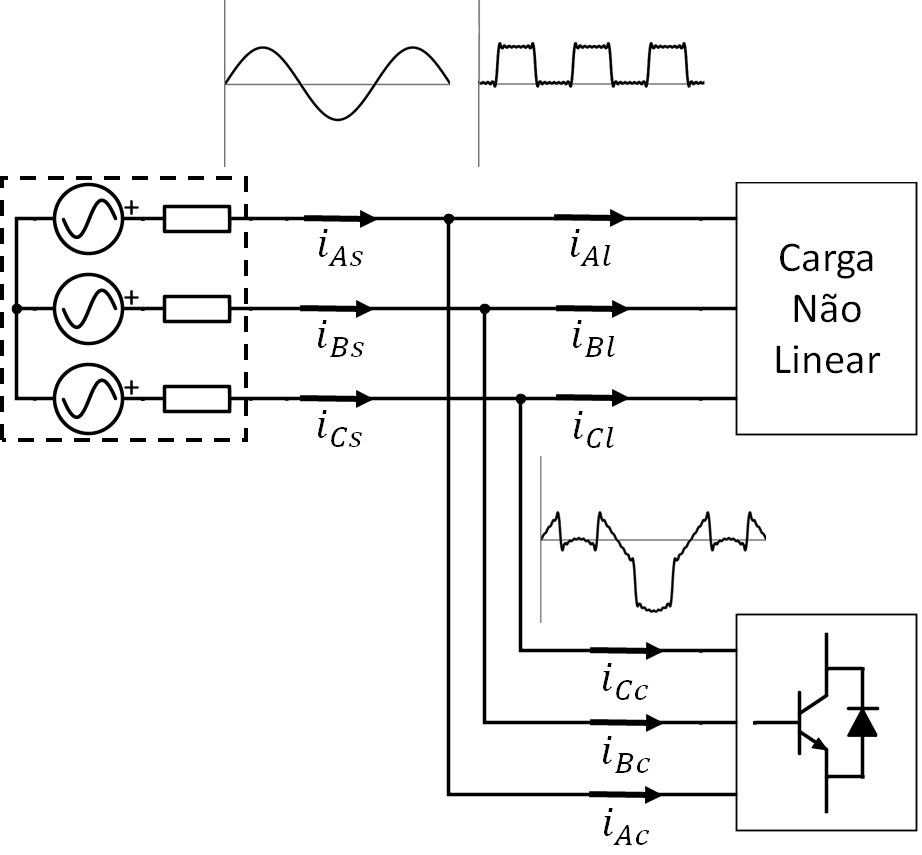 +
i_As
i_Al
+
i_Bs
i_Bl
+
i_Cs
i_Cl
Carga
Não
Linear
i_Cc
i_Bc
i_Ac